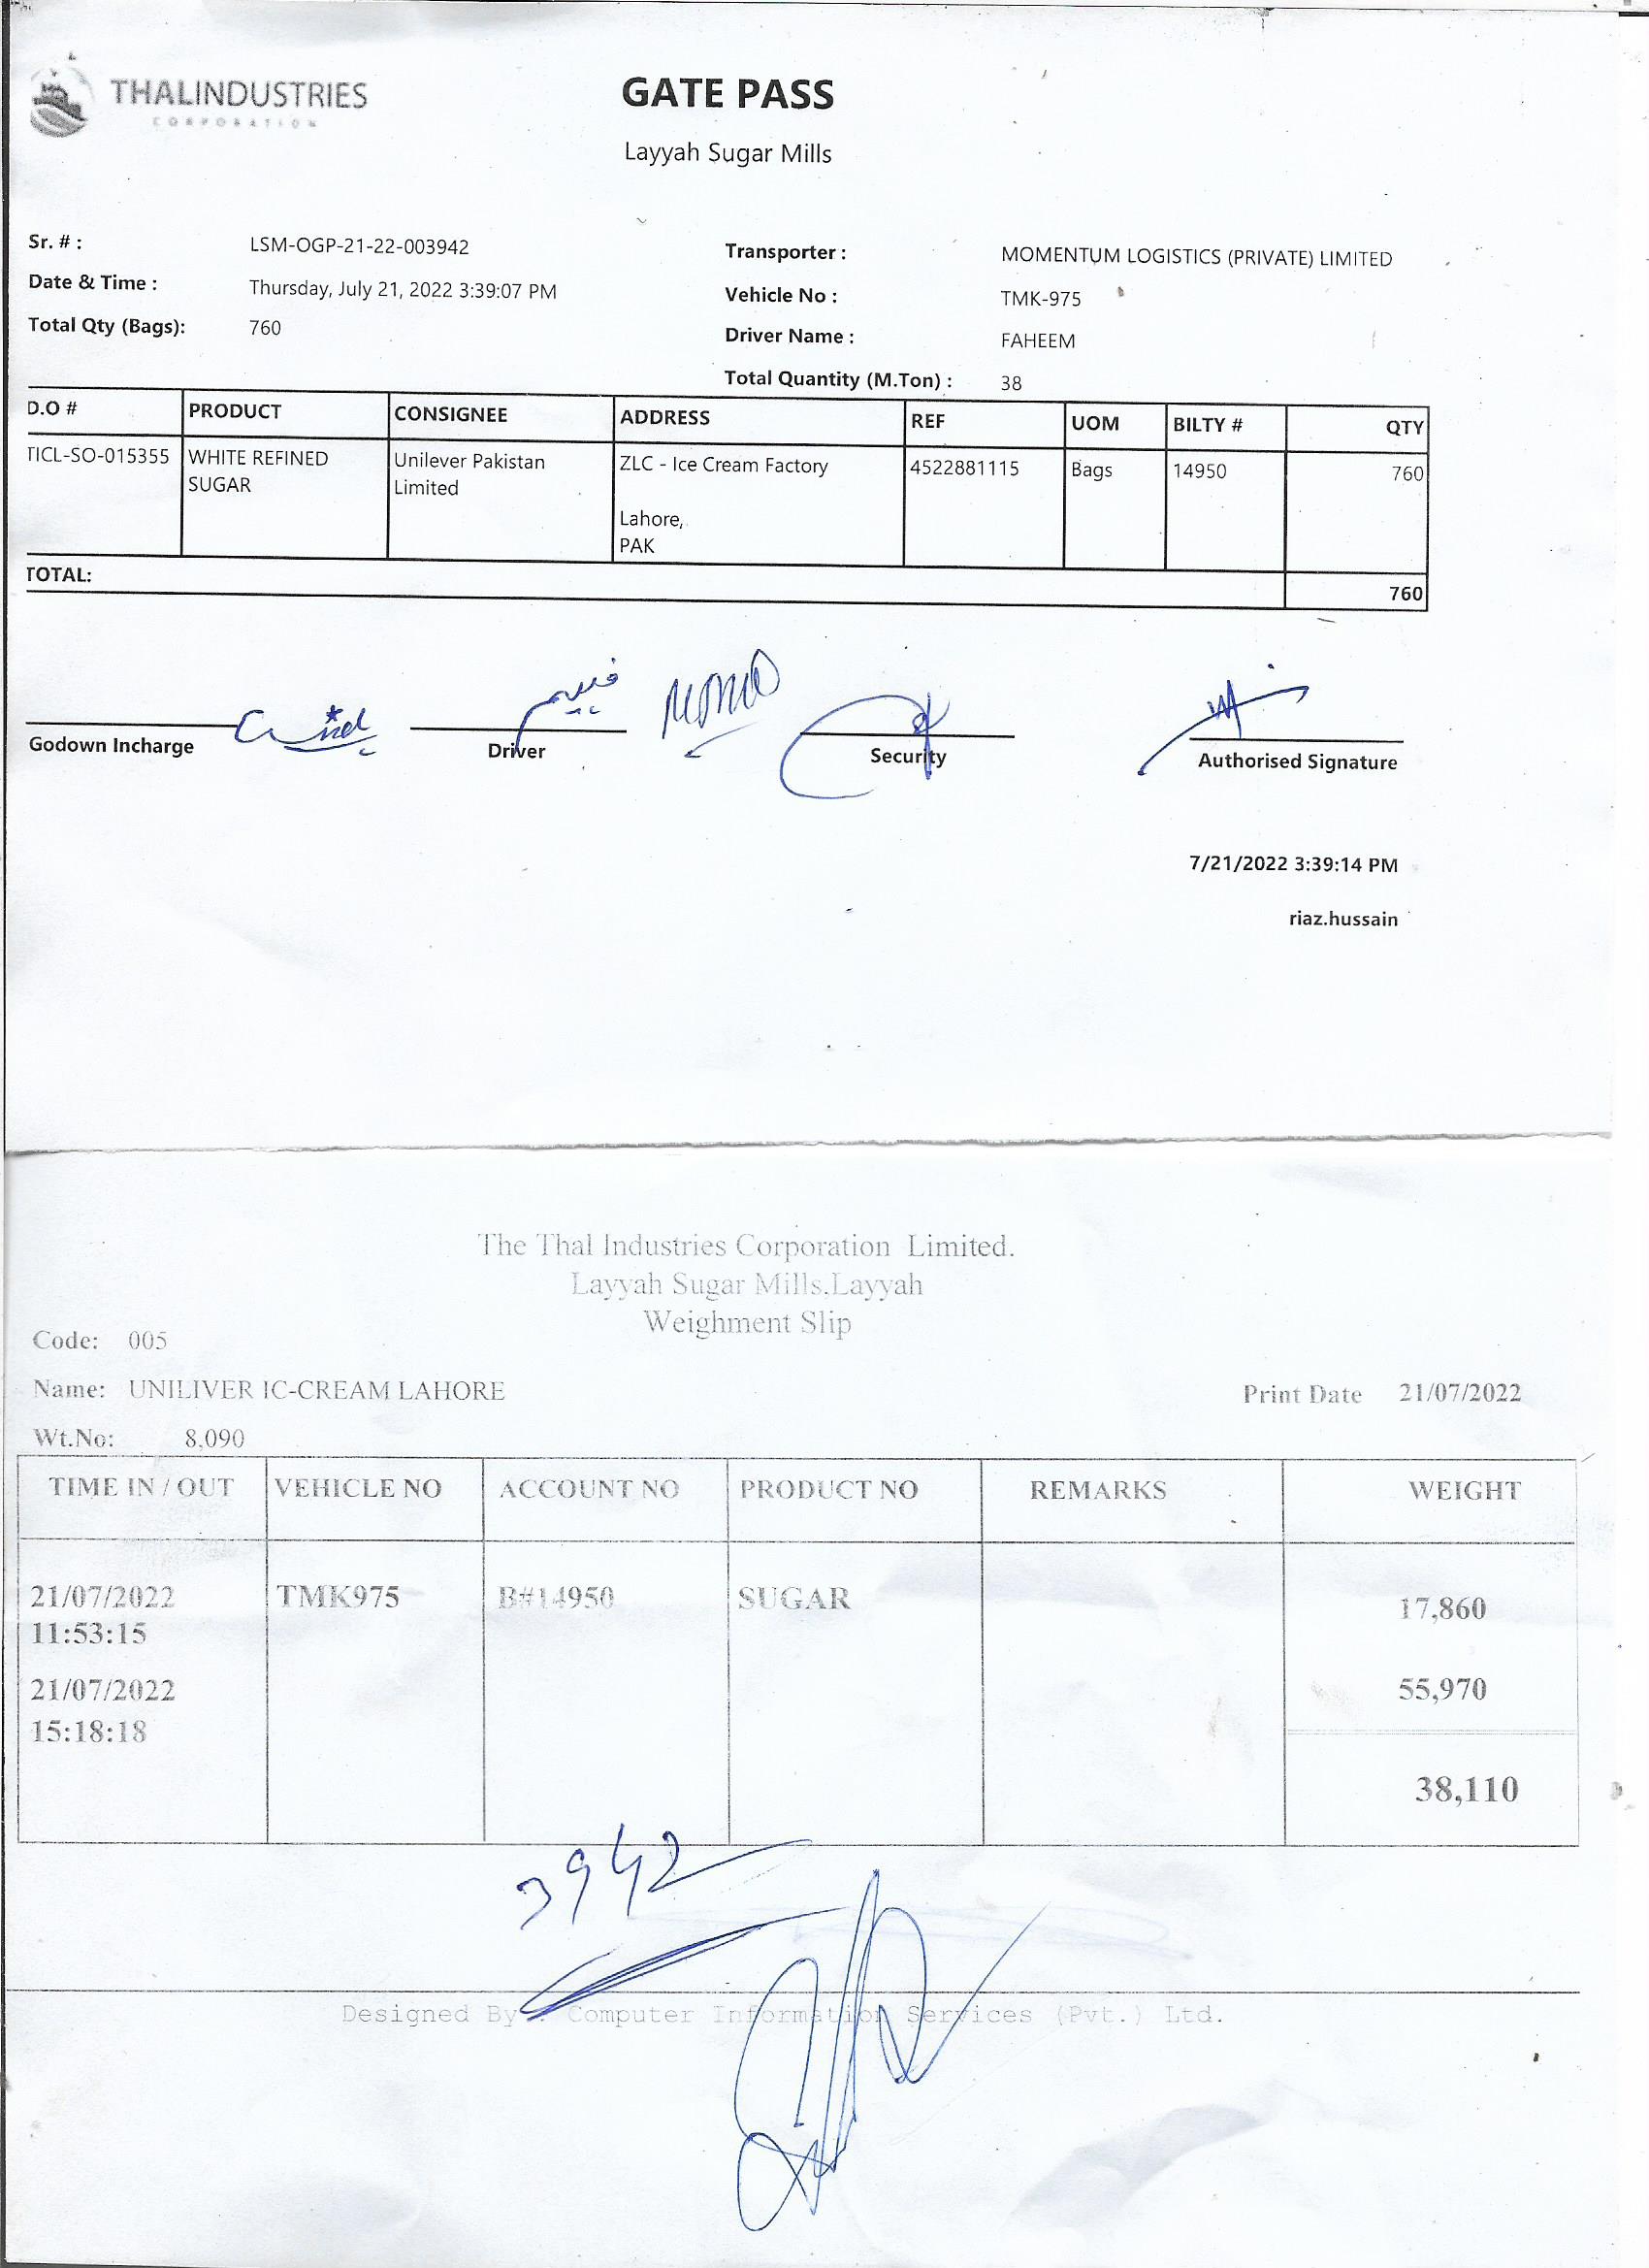 THALINDUSTRIES
CORPORATION
GATE PASS
Layyah Sugar Mills
Sr. # : LSM-OGP-21-22-003942
Date & Time : Thursday, July 21, 2022 3:39:07 PM
Total Qty (Bags): 760
Transporter : MOMENTUM LOGISTICS (PRIVATE) LIMITED
Vehicle No : TMK-975
Driver Name : FAHEEM
Total Quantity (M.Ton) : 38
D.O # PRODUCT CONSIGNEE ADDRESS REF UOM BILTY # QTY
TICL-SO-015355 WHITE REFINED Unilever Pakistan ZLC - Ice Cream Factory 4522881115 Bags 14950 760
SUGAR Limited
Lahore,
PAK
TOTAL: 760
فہیم
Godown Incharge Driver Security Authorised Signature
7/21/2022 3:39:14 PM
riaz.hussain
The Thal Industries Corporation Limited.
Layyah Sugar Mills,Layyah
Weighment Slip
Code: 005
Name: UNILIVER IC-CREAM LAHORE Print Date 21/07/2022
Wt.No: 8,090
TIME IN / OUT VEHICLE NO ACCOUNT NO PRODUCT NO REMARKS WEIGHT
21/07/2022 TMK975 B#14950 SUGAR 17,860
11:53:15
21/07/2022 55,970
15:18:18
38,110
3942
Designed By : Computer Information Services (Pvt.) Ltd.